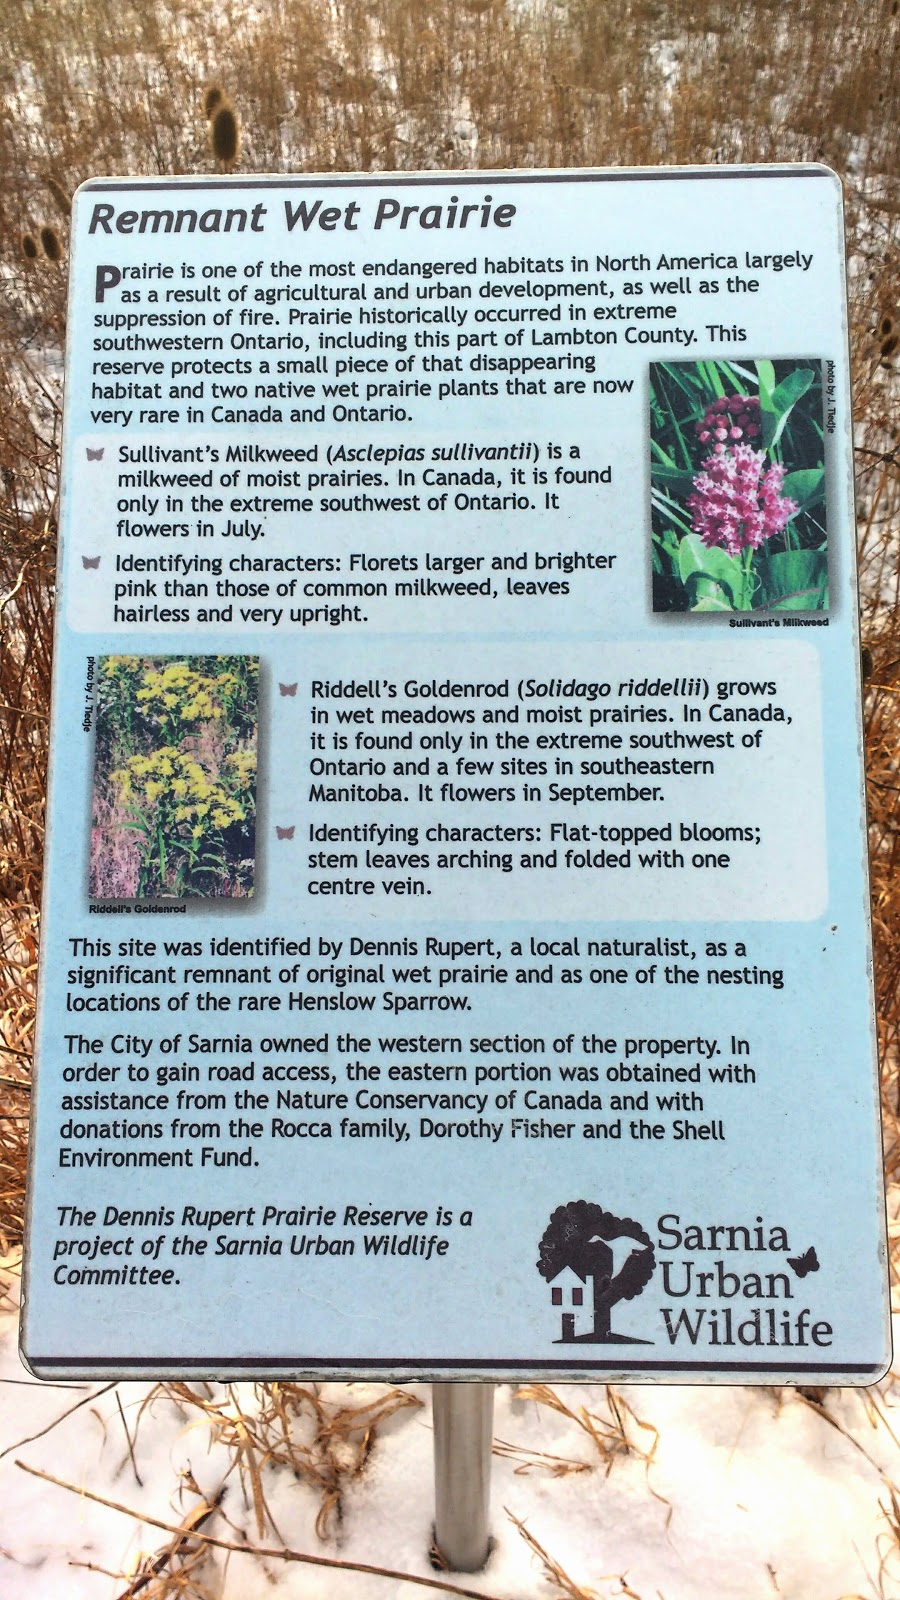 Remnant Wet Prairie
Prairie is one of the most endangered habitats in North America largely
as a result of agricultural and urban development, as well as the
suppression of fire. Prairie historically occurred in extreme
southwestern Ontario, including this part of Lambton County. This
reserve protects a small piece of that disappearing
habitat and two native wet prairie plants that are now
very rare in Canada and Ontario.
photo by J. Tiedje
Sullivant's Milkweed (Asclepias sullivantii) is a
milkweed of moist prairies. In Canada, it is found
only in the extreme southwest of Ontario. It
flowers in July.
Identifying characters: Florets larger and brighter
pink than those of common milkweed, leaves
hairless and very upright.
Sullivant's Milkweed
photo by J. Tiedje
Riddell's Goldenrod (Solidago riddellii) grows
in wet meadows and moist prairies. In Canada,
it is found only in the extreme southwest of
Ontario and a few sites in southeastern
Manitoba. It flowers in September.
Identifying characters: Flat-topped blooms;
stem leaves arching and folded with one
centre vein.
Riddell's Goldenrod
This site was identified by Dennis Rupert, a local naturalist, as a
significant remnant of original wet prairie and as one of the nesting
locations of the rare Henslow Sparrow.
The City of Sarnia owned the western section of the property. In
order to gain road access, the eastern portion was obtained with
assistance from the Nature Conservancy of Canada and with
donations from the Rocca family, Dorothy Fisher and the Shell
Environment Fund.
The Dennis Rupert Prairie Reserve is a
project of the Sarnia Urban Wildlife
Committee.
Sarnia
Urban
Wildlife